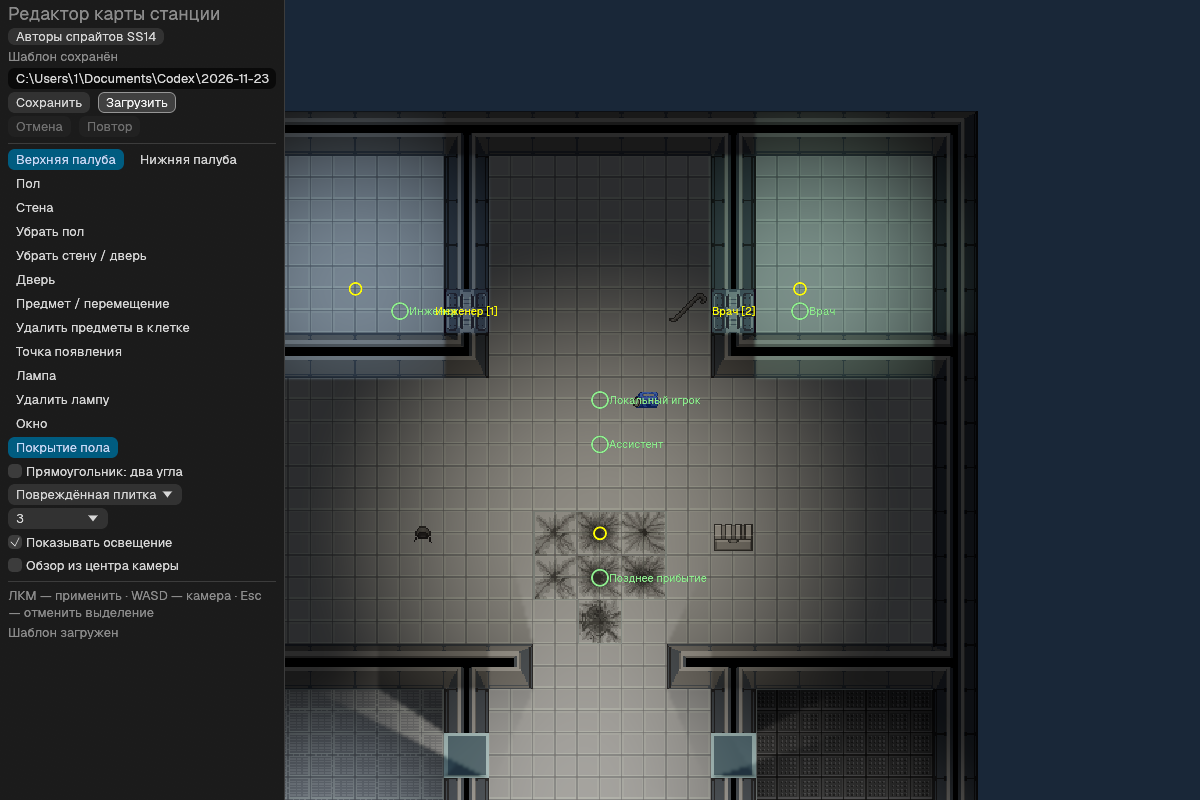 Редактор карты станции
Авторы спрайтов SS14
Шаблон сохранён
C:\Users\1\Documents\Codex\2026-11-23
Сохранить
Загрузить
Отмена
Повтор
Верхняя палуба
Нижняя палуба
Пол
Стена
Убрать пол
Убрать стену / дверь
Дверь
Предмет / перемещение
Удалить предметы в клетке
Точка появления
Лампа
Удалить лампу
Окно
Покрытие пола
Прямоугольник: два угла
Повреждённая плитка
3
Показывать освещение
Обзор из центра камеры
ЛКМ — применить · WASD — камера · Esc
— отменить выделение
Шаблон загружен
Инженер [1]
Врач [2]
Врач
Локальный игрок
Ассистент
Позднее прибытие